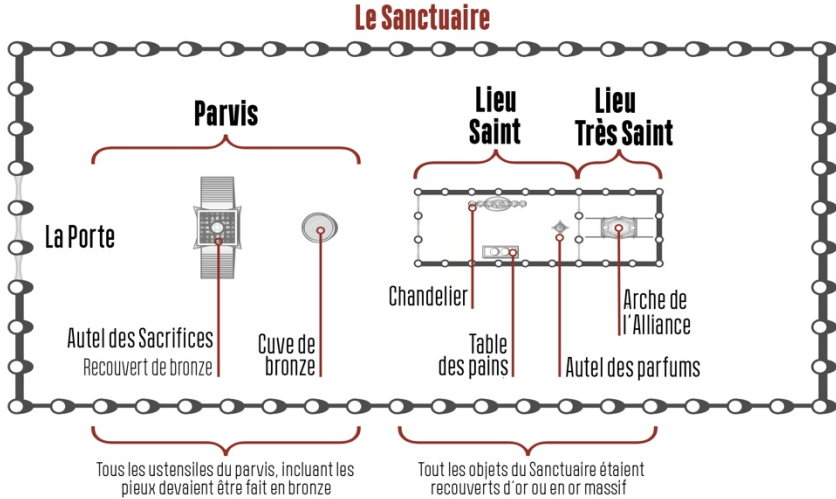 Le Sanctuaire
Parvis
Lieu
Saint
Lieu
Très Saint
La Porte
Autel des Sacrifices
Recouvert de bronze
Cuve de
bronze
Chandelier
Table
des pains
Autel des parfums
Arche de
l'Alliance
Tous les ustensiles du parvis, incluant les
pieux devaient être fait en bronze
Tout les objets du Sanctuaire étaient
recouverts d'or ou en or massif